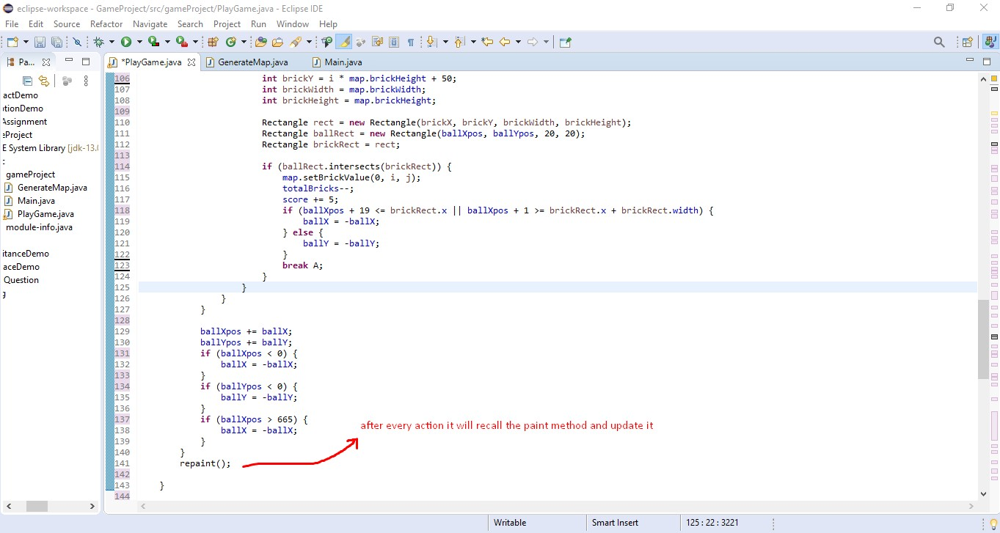 eclipse-workspace - GameProject/src/gameProject/PlayGame.java - Eclipse IDE
File Edit Source Refactor Navigate Search Project Run Window Help
Pa... *PlayGame.java GenerateMap.java Main.java
actDemo
otionDemo
Assignment
eProject
E System Library [jdk-13.0
gameProject
GenerateMap.java
Main.java
PlayGame.java
module-info.java
itanceDemo
aceDemo
Question
g
106 int brickY = i * map.brickHeight + 50;
107 int brickWidth = map.brickWidth;
108 int brickHeight = map.brickHeight;
109
110 Rectangle rect = new Rectangle(brickX, brickY, brickWidth, brickHeight);
111 Rectangle ballRect = new Rectangle(ballXpos, ballYpos, 20, 20);
112 Rectangle brickRect = rect;
113
114 if (ballRect.intersects(brickRect)) {
115 map.setBrickValue(0, i, j);
116 totalBricks--;
117 score += 5;
118 if (ballXpos + 19 <= brickRect.x || ballXpos + 1 >= brickRect.x + brickRect.width) {
119 ballX = -ballX;
120 } else {
121 ballY = -ballY;
122 }
123 break A;
124 }
125 }
126 }
127 }
128
129 ballXpos += ballX;
130 ballYpos += ballY;
131 if (ballXpos < 0) {
132 ballX = -ballX;
133 }
134 if (ballYpos < 0) {
135 ballY = -ballY;
136 }
137 if (ballXpos > 665) {
138 ballX = -ballX;
139 }
140 }
141 repaint();
142
143 }
144
after every action it will recall the paint method and update it
Writable Smart Insert 125 : 22 : 3221